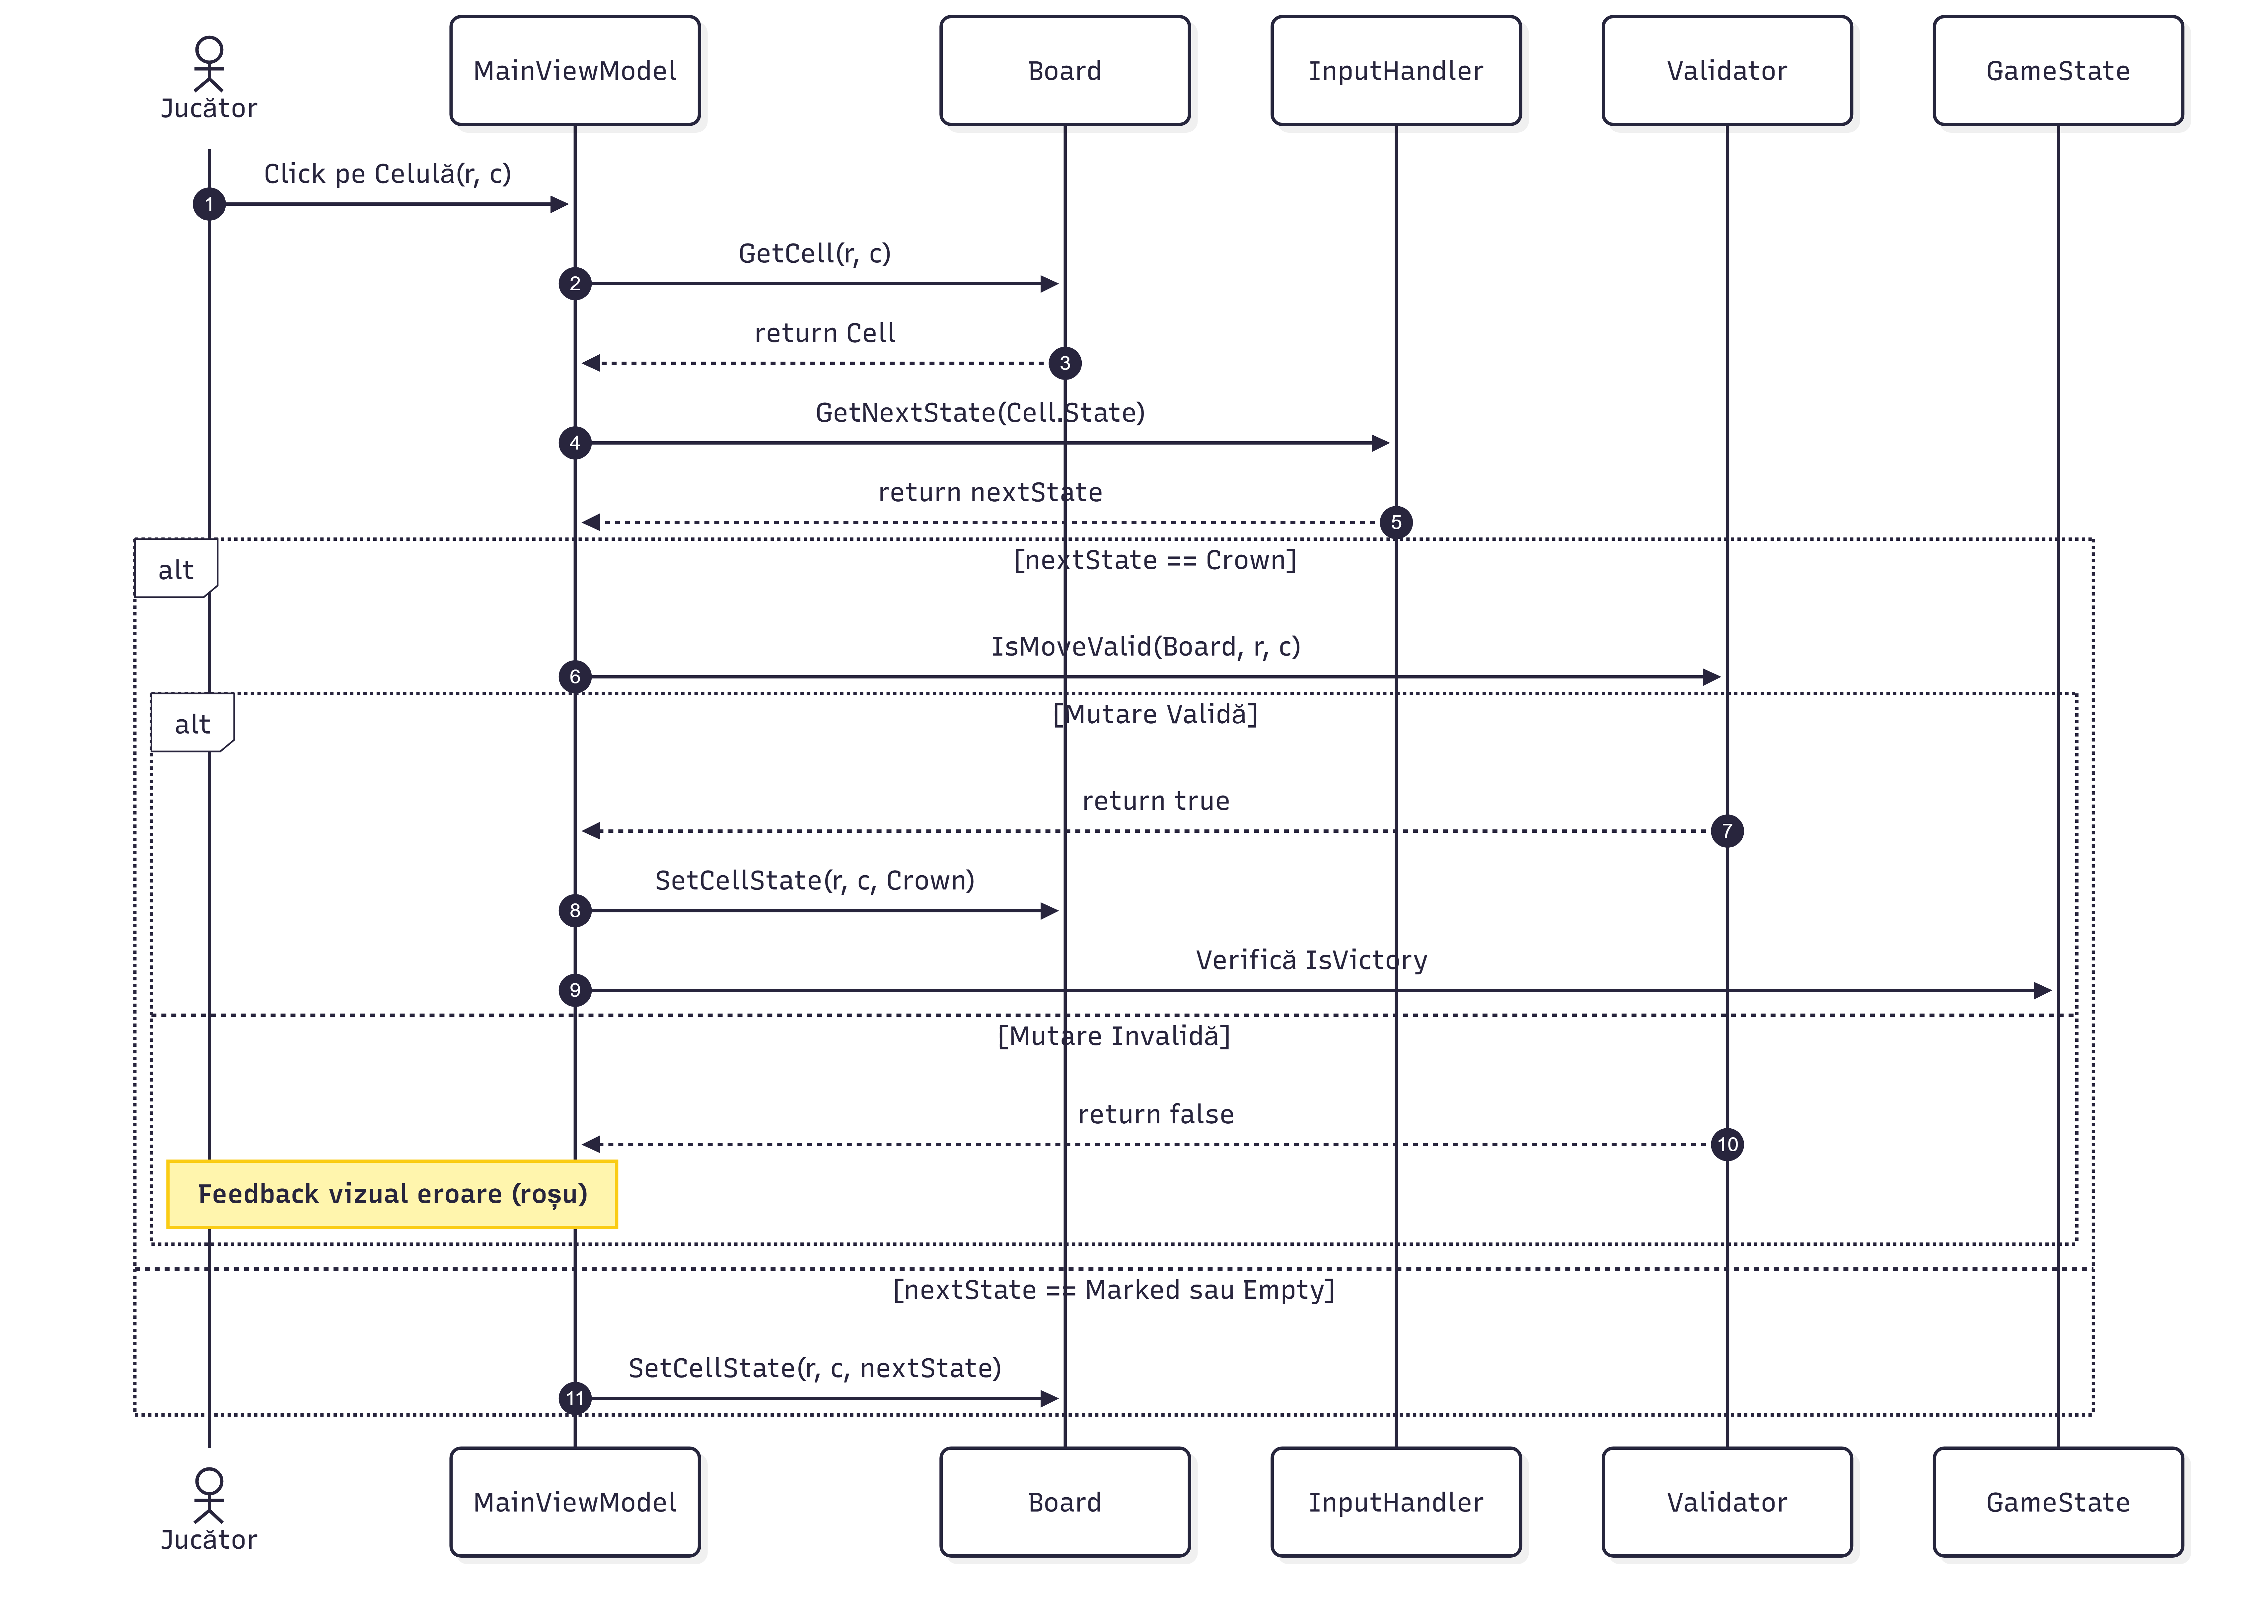 Jucător
MainViewModel
Board
InputHandler
Validator
GameState
Click pe Celulă(r, c)
1
GetCell(r, c)
2
return Cell
3
GetNextState(Cell.State)
4
return nextState
5
alt
[nextState == Crown]
IsMoveValid(Board, r, c)
6
alt
[Mutare Validă]
return true
7
SetCellState(r, c, Crown)
8
Verifică IsVictory
9
[Mutare Invalidă]
return false
10
Feedback vizual eroare (roșu)
[nextState == Marked sau Empty]
SetCellState(r, c, nextState)
11
Jucător
MainViewModel
Board
InputHandler
Validator
GameState